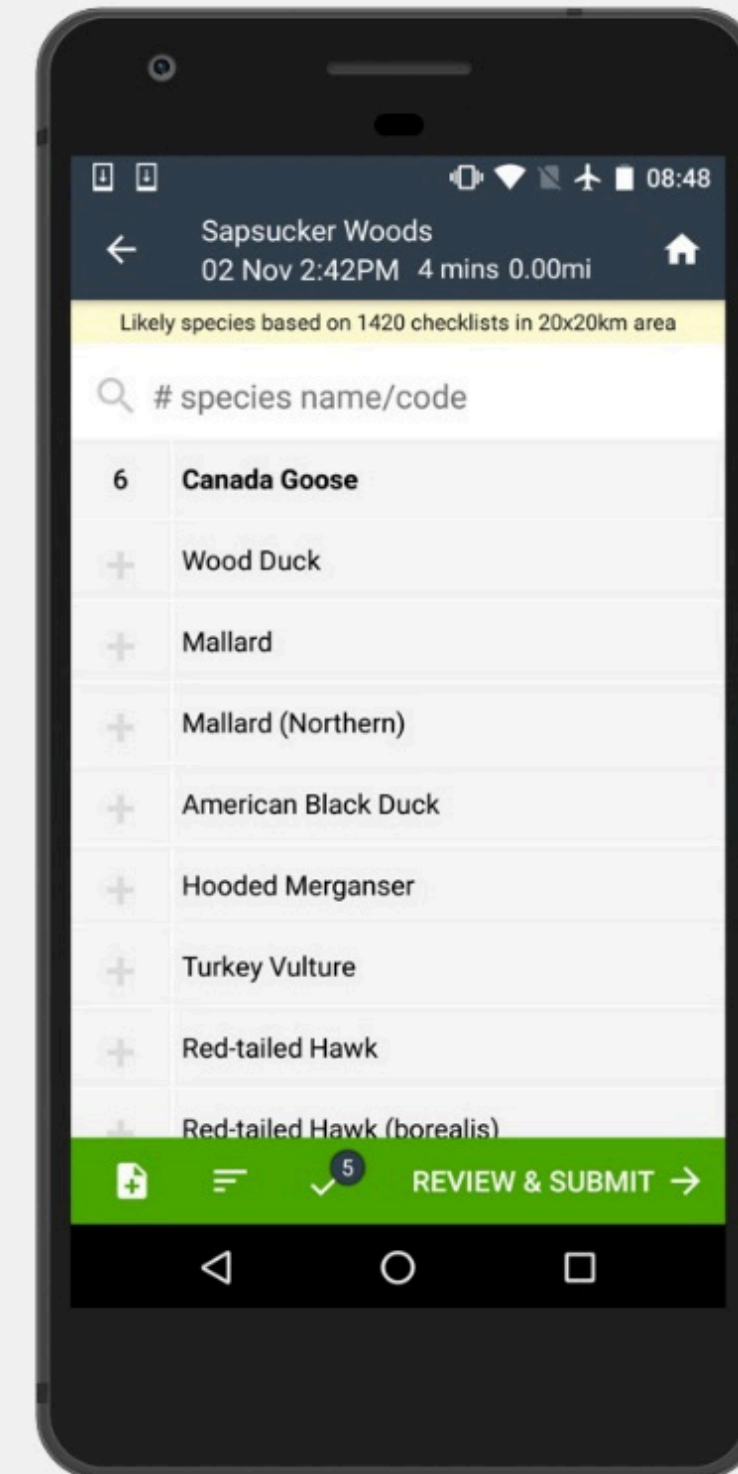 08:48
Sapsucker Woods
02 Nov 2:42PM 4 mins 0.00mi
Likely species based on 1420 checklists in 20x20km area
# species name/code
6 Canada Goose
+ Wood Duck
+ Mallard
+ Mallard (Northern)
+ American Black Duck
+ Hooded Merganser
+ Turkey Vulture
+ Red-tailed Hawk
+ Red-tailed Hawk (borealis)
5 REVIEW & SUBMIT →